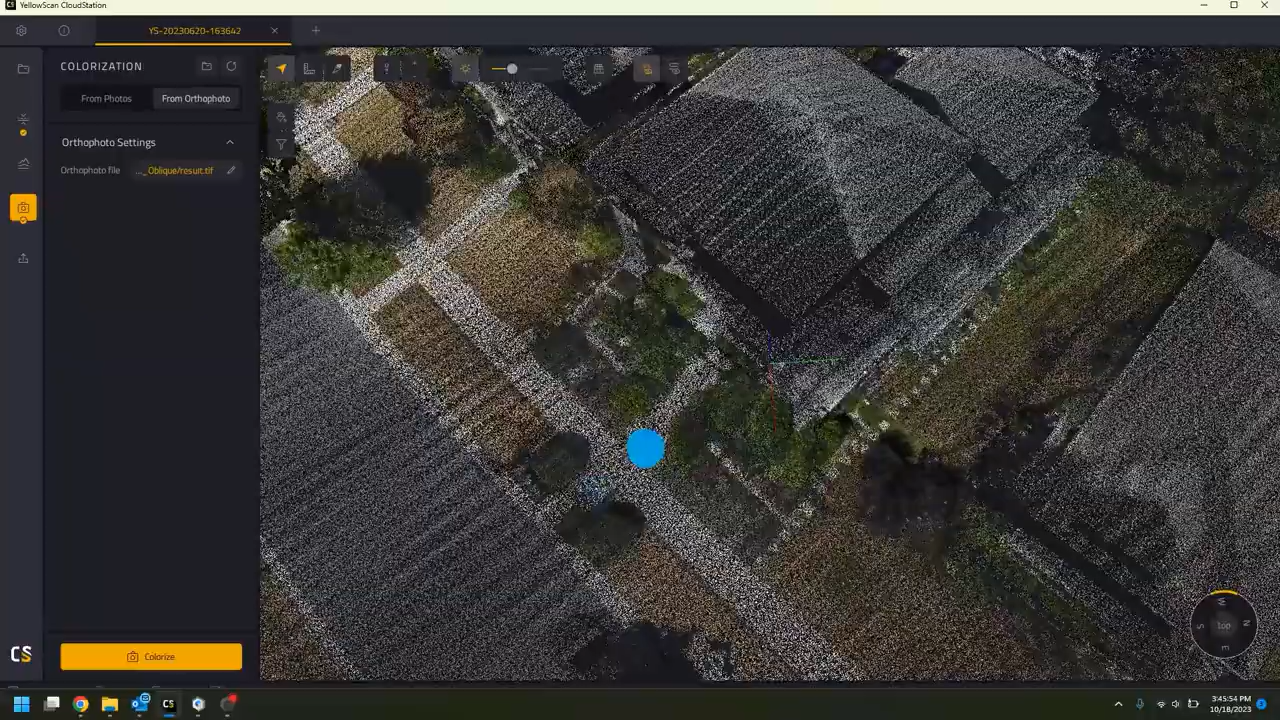 YellowScan CloudStation
YS-20230620-163642
COLORIZATION
From Photos
From Orthophoto
Orthophoto Settings
Orthophoto file
..._Oblique/result.tif
Colorize
CS
W
S
Top
N
E
3:45:54 PM
10/18/2023